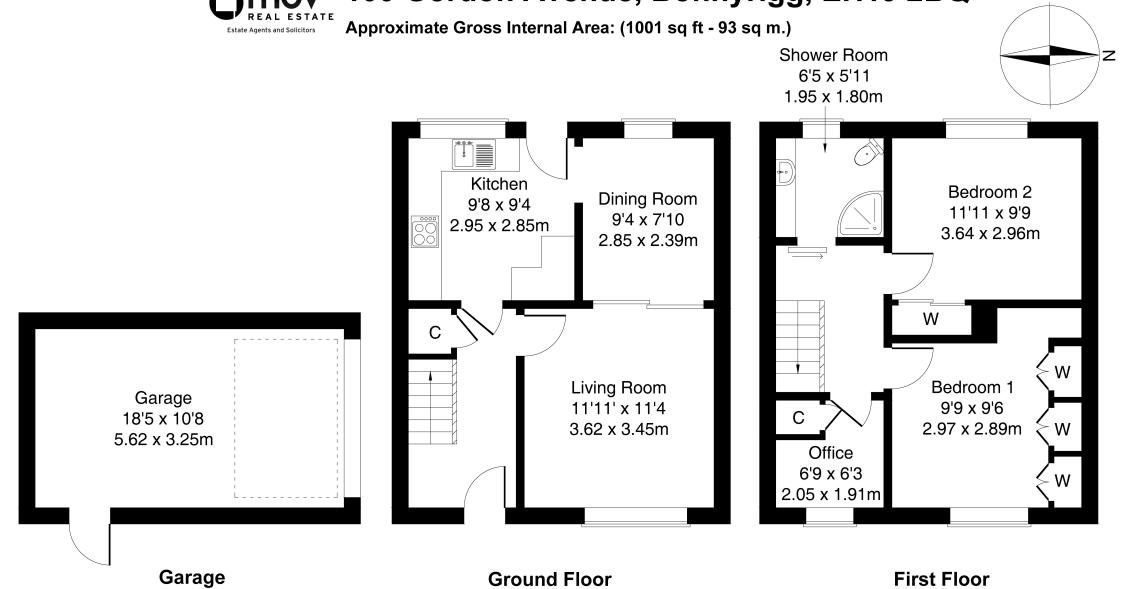 mov
REAL ESTATE
Estate Agents and Solicitors
Approximate Gross Internal Area: (1001 sq ft - 93 sq m.)
N
Shower Room
6'5 x 5'11
1.95 x 1.80m
Kitchen
9'8 x 9'4
2.95 x 2.85m
Dining Room
9'4 x 7'10
2.85 x 2.39m
Bedroom 2
11'11 x 9'9
3.64 x 2.96m
C
W
Garage
18'5 x 10'8
5.62 x 3.25m
Living Room
11'11' x 11'4
3.62 x 3.45m
Bedroom 1
9'9 x 9'6
2.97 x 2.89m
W
W
W
C
Office
6'9 x 6'3
2.05 x 1.91m
Garage
Ground Floor
First Floor